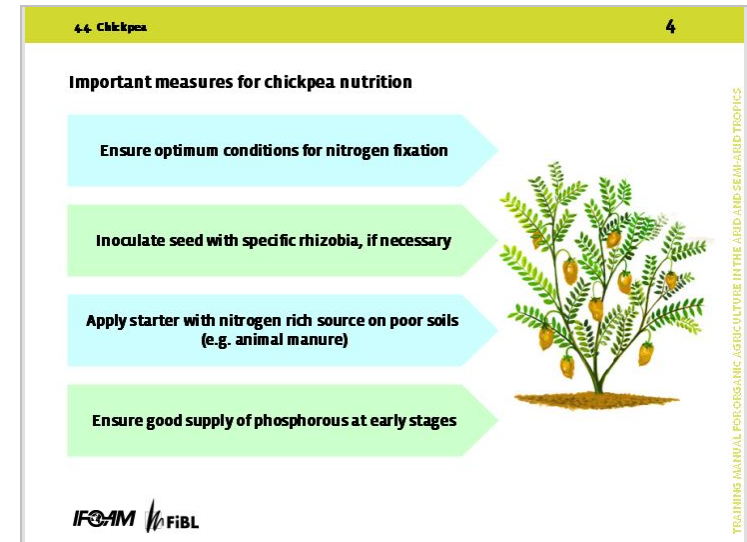 4.4. Chickpea
4
Important measures for chickpea nutrition
Ensure optimum conditions for nitrogen fixation
Inoculate seed with specific rhizobia, if necessary
Apply starter with nitrogen rich source on poor soils
(e.g. animal manure)
Ensure good supply of phosphorous at early stages
IFOAM FiBL
TRAINING MANUAL FOR ORGANIC AGRICULTURE IN THE ARID AND SEMI-ARID TROPICS